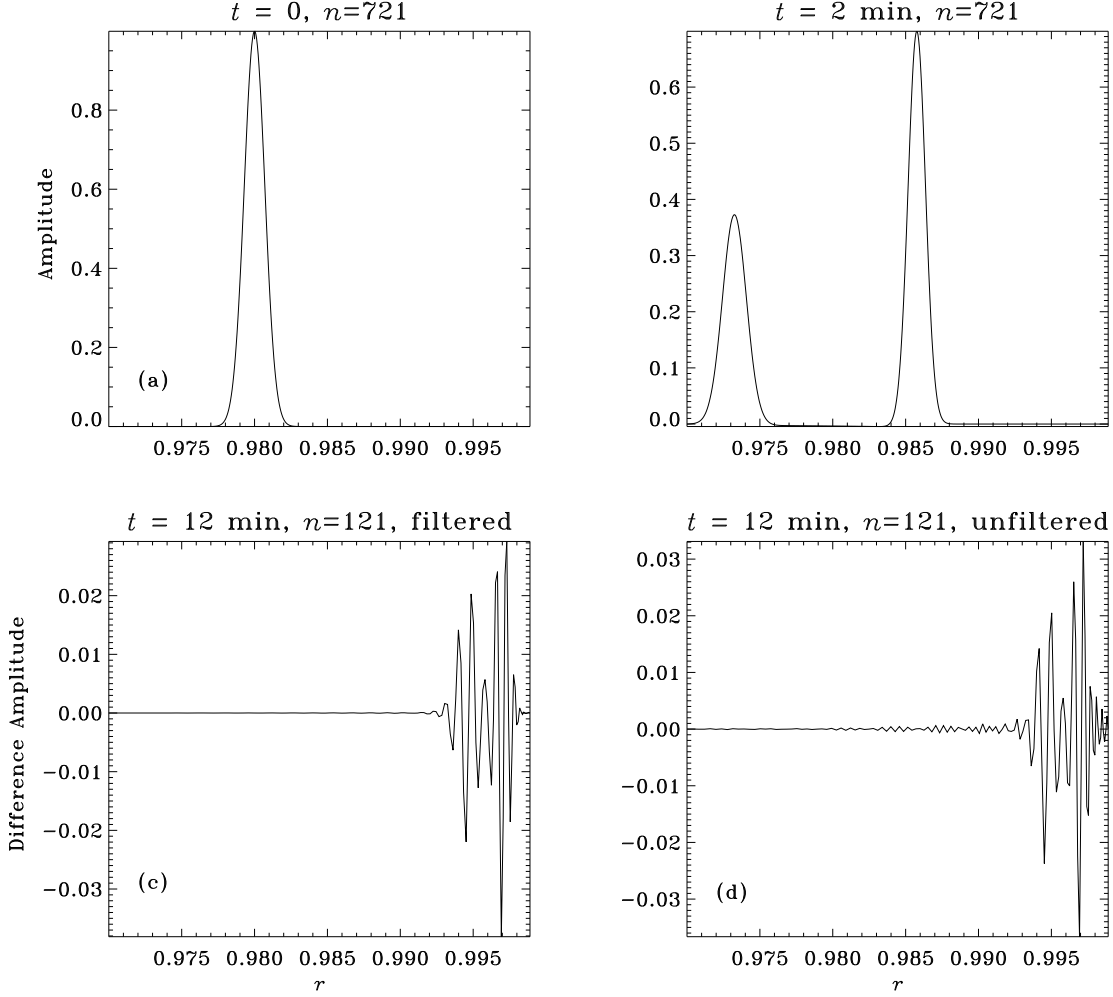 t = 0, n=721
Amplitude
0.8
0.6
0.4
0.2
0.0
(a)
0.975 0.980 0.985 0.990 0.995
t = 2 min, n=721
0.6
0.5
0.4
0.3
0.2
0.1
0.0
0.975 0.980 0.985 0.990 0.995
t = 12 min, n=121, filtered
Difference Amplitude
0.02
0.01
0.00
−0.01
−0.02
−0.03
(c)
0.975 0.980 0.985 0.990 0.995
r
t = 12 min, n=121, unfiltered
0.03
0.02
0.01
0.00
−0.01
−0.02
−0.03
(d)
0.975 0.980 0.985 0.990 0.995
r